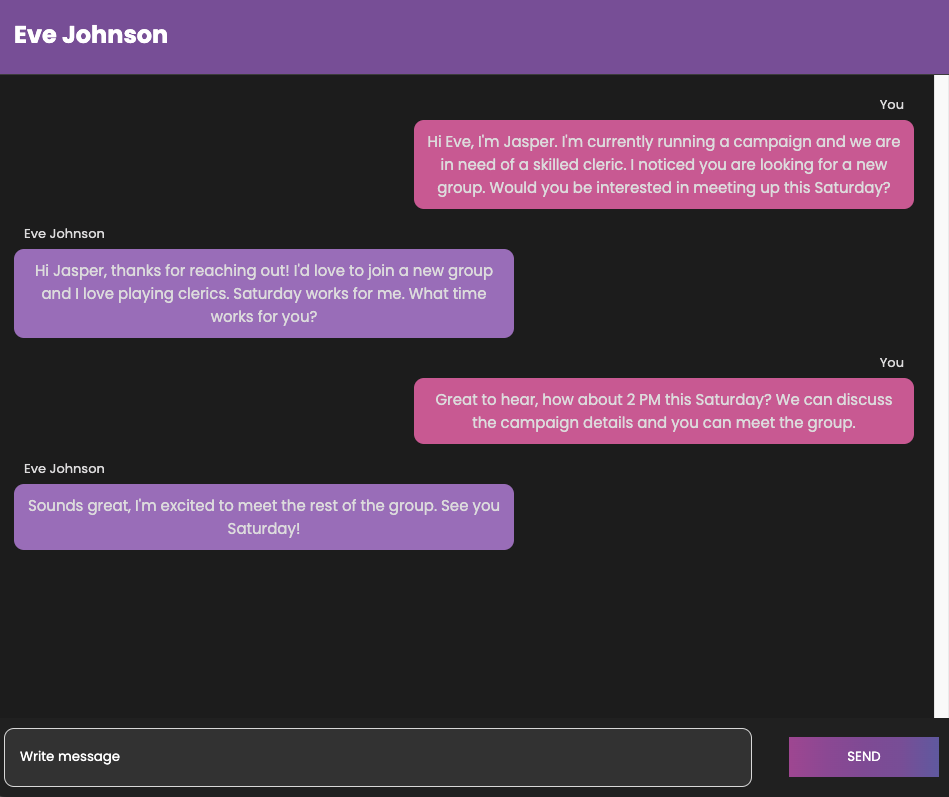 Eve Johnson
You
Hi Eve, I'm Jasper. I'm currently running a campaign and we are
in need of a skilled cleric. I noticed you are looking for a new
group. Would you be interested in meeting up this Saturday?
Eve Johnson
Hi Jasper, thanks for reaching out! I'd love to join a new group
and I love playing clerics. Saturday works for me. What time
works for you?
You
Great to hear, how about 2 PM this Saturday? We can discuss
the campaign details and you can meet the group.
Eve Johnson
Sounds great, I'm excited to meet the rest of the group. See you
Saturday!
Write message
SEND